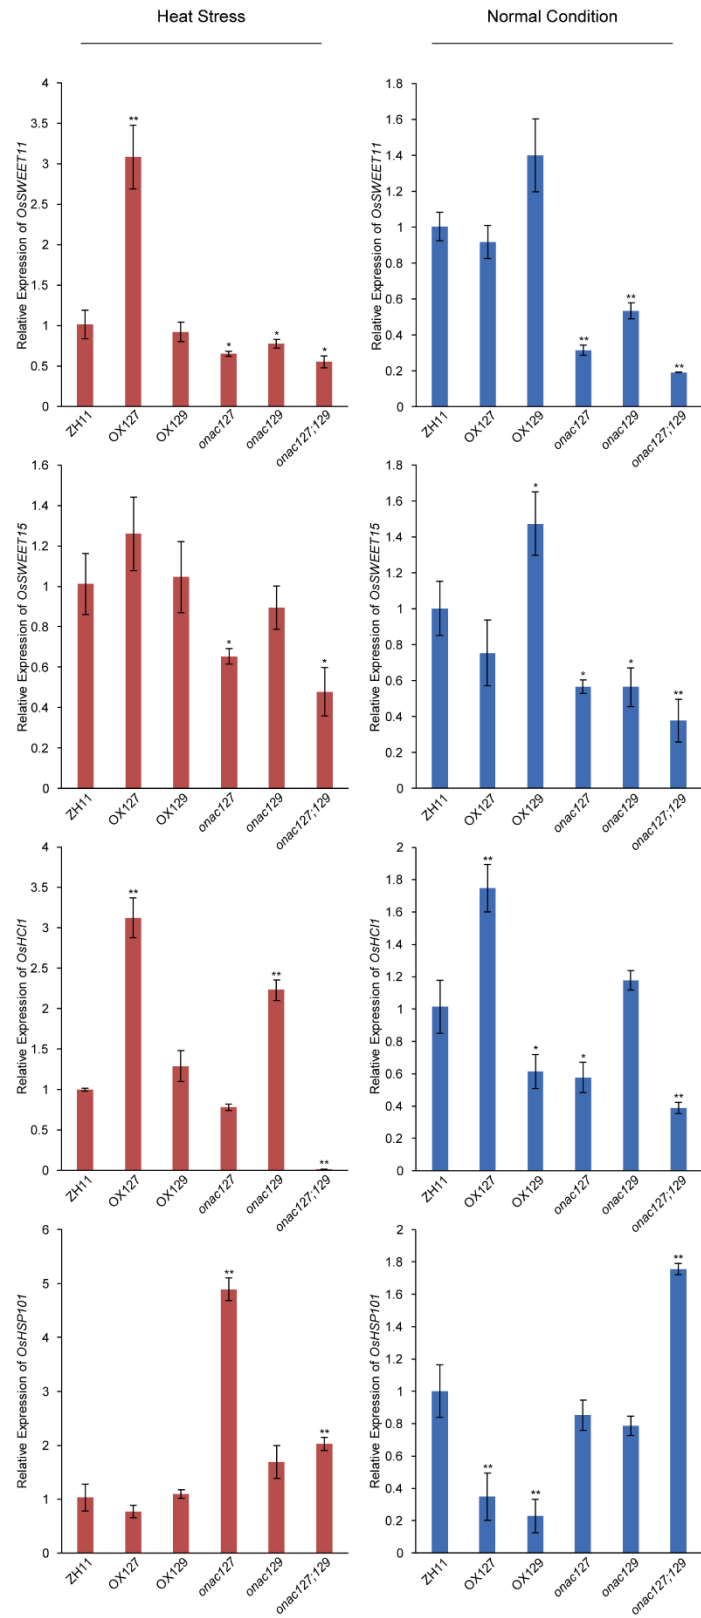 Heat Stress
Normal Condition
Relative Expression of OsSWEET11
4
3.5
3
2.5
2
1.5
1
0.5
0
**
*
*
*
ZH11
OX127
OX129
onac127
onac129
onac127;129
Relative Expression of OsSWEET11
1.8
1.6
1.4
1.2
1
0.8
0.6
0.4
0.2
0
**
**
**
ZH11
OX127
OX129
onac127
onac129
onac127;129
Relative Expression of OsSWEET15
1.6
1.4
1.2
1
0.8
0.6
0.4
0.2
0
*
*
ZH11
OX127
OX129
onac127
onac129
onac127;129
Relative Expression of OsSWEET15
1.8
1.6
1.4
1.2
1
0.8
0.6
0.4
0.2
0
*
*
*
**
ZH11
OX127
OX129
onac127
onac129
onac127;129
Relative Expression of OsHCI1
4
3.5
3
2.5
2
1.5
1
0.5
0
**
**
**
ZH11
OX127
OX129
onac127
onac129
onac127;129
Relative Expression of OsHCI1
2
1.8
1.6
1.4
1.2
1
0.8
0.6
0.4
0.2
0
**
*
*
**
ZH11
OX127
OX129
onac127
onac129
onac127;129
Relative Expression of OsHSP101
6
5
4
3
2
1
0
**
**
ZH11
OX127
OX129
onac127
onac129
onac127;129
Relative Expression of OsHSP101
2
1.8
1.6
1.4
1.2
1
0.8
0.6
0.4
0.2
0
**
**
**
ZH11
OX127
OX129
onac127
onac129
onac127;129